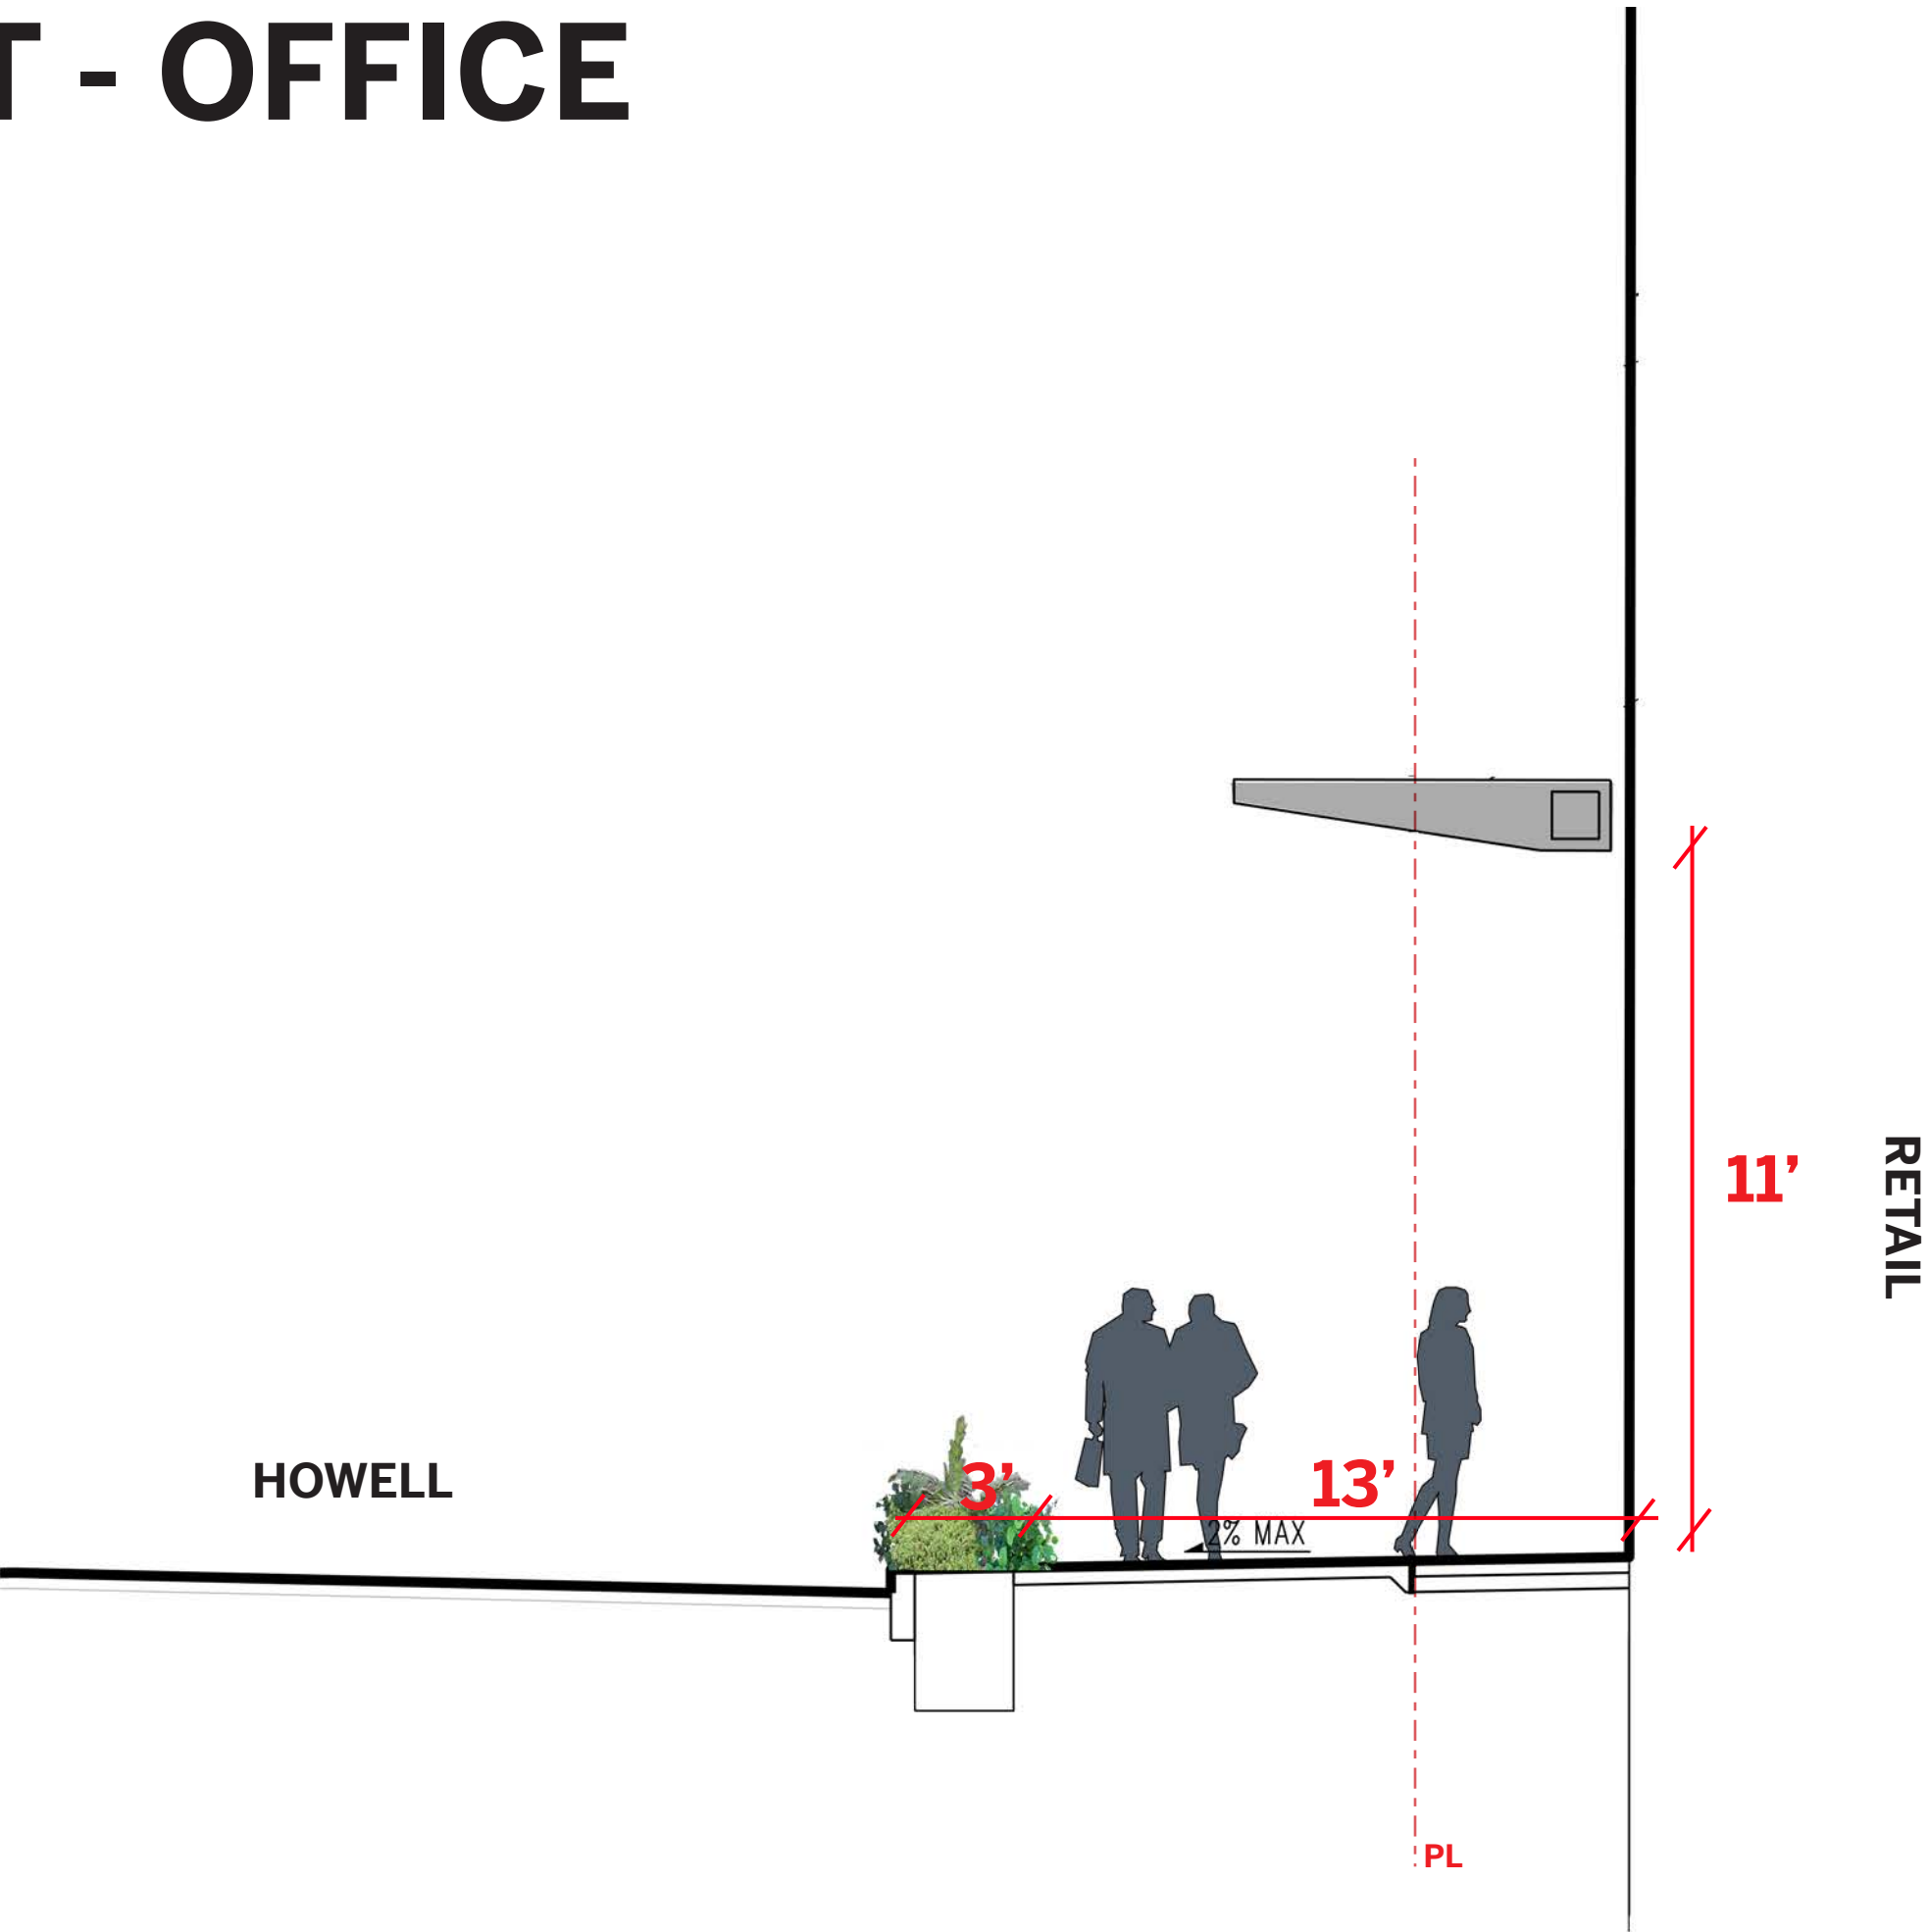 T - OFFICE
11’
RETAIL
HOWELL
3’
13’
2% MAX
PL